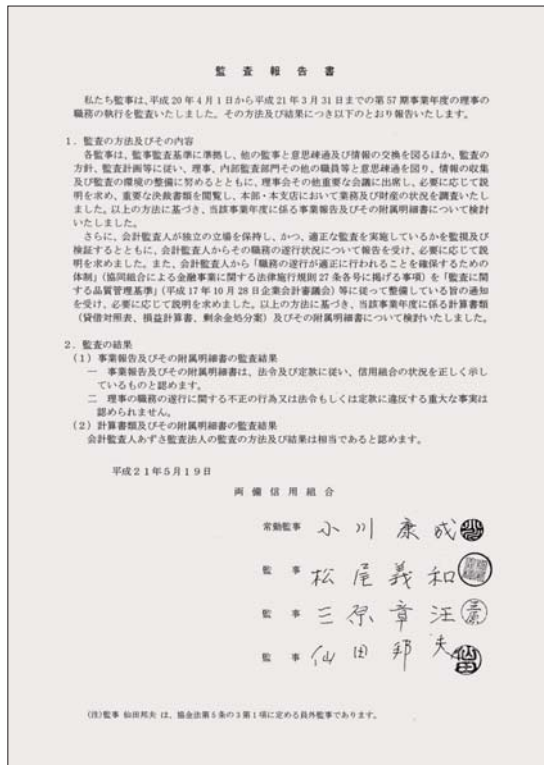 監査報告書
私たち監事は、平成20年4月1日から平成21年3月31日までの第57期事業年度の理事の
職務の執行を監査いたしました。その方法及び結果につき以下のとおり報告いたします。
1．監査の方法及びその内容
各監事は、監事監査基準に準拠し、他の監事と意思疎通及び情報の交換を図るほか、監査の
方針、監査計画等に従い、理事、内部監査部門その他の職員等と意思疎通を図り、情報の収集
及び監査の環境の整備に努めるとともに、理事会その他重要な会議に出席し、必要に応じて説
明を求め、重要な決裁書類を閲覧し、本部・本支店において業務及び財産の状況を調査いたし
ました。以上の方法に基づき、当該事業年度に係る事業報告及びその附属明細書について検討
いたしました。
さらに、会計監査人が独立の立場を保持し、かつ、適正な監査を実施しているかを監視及び
検証するとともに、会計監査人からその職務の遂行状況について報告を受け、必要に応じて説
明を求めました。また、会計監査人から「職務の遂行が適正に行われることを確保するための
体制」（協同組合による金融事業に関する法律施行規則27条各号に掲げる事項）を「監査に関
する品質管理基準」（平成17年10月28日企業会計審議会）等に従って整備している旨の通知
を受け、必要に応じて説明を求めました。以上の方法に基づき、当該事業年度に係る計算書類
（貸借対照表、損益計算書、剰余金処分案）及びその附属明細書について検討いたしました。
2．監査の結果
（1）事業報告及びその附属明細書の監査結果
一　事業報告及びその附属明細書は、法令及び定款に従い、信用組合の状況を正しく示し
ているものと認めます。
二　理事の職務の遂行に関する不正の行為又は法令もしくは定款に違反する重大な事実は
認められません。
（2）計算書類及びその附属明細書の監査結果
会計監査人あずさ監査法人の監査の方法及び結果は相当であると認めます。
平成21年5月19日
両備信用組合
常勤監事 小川康成
監事 松尾義和
監事 三原章汪
監事 仙田邦夫
(注)監事 仙田邦夫 は、協金法第5条の3第1項に定める員外監事であります。